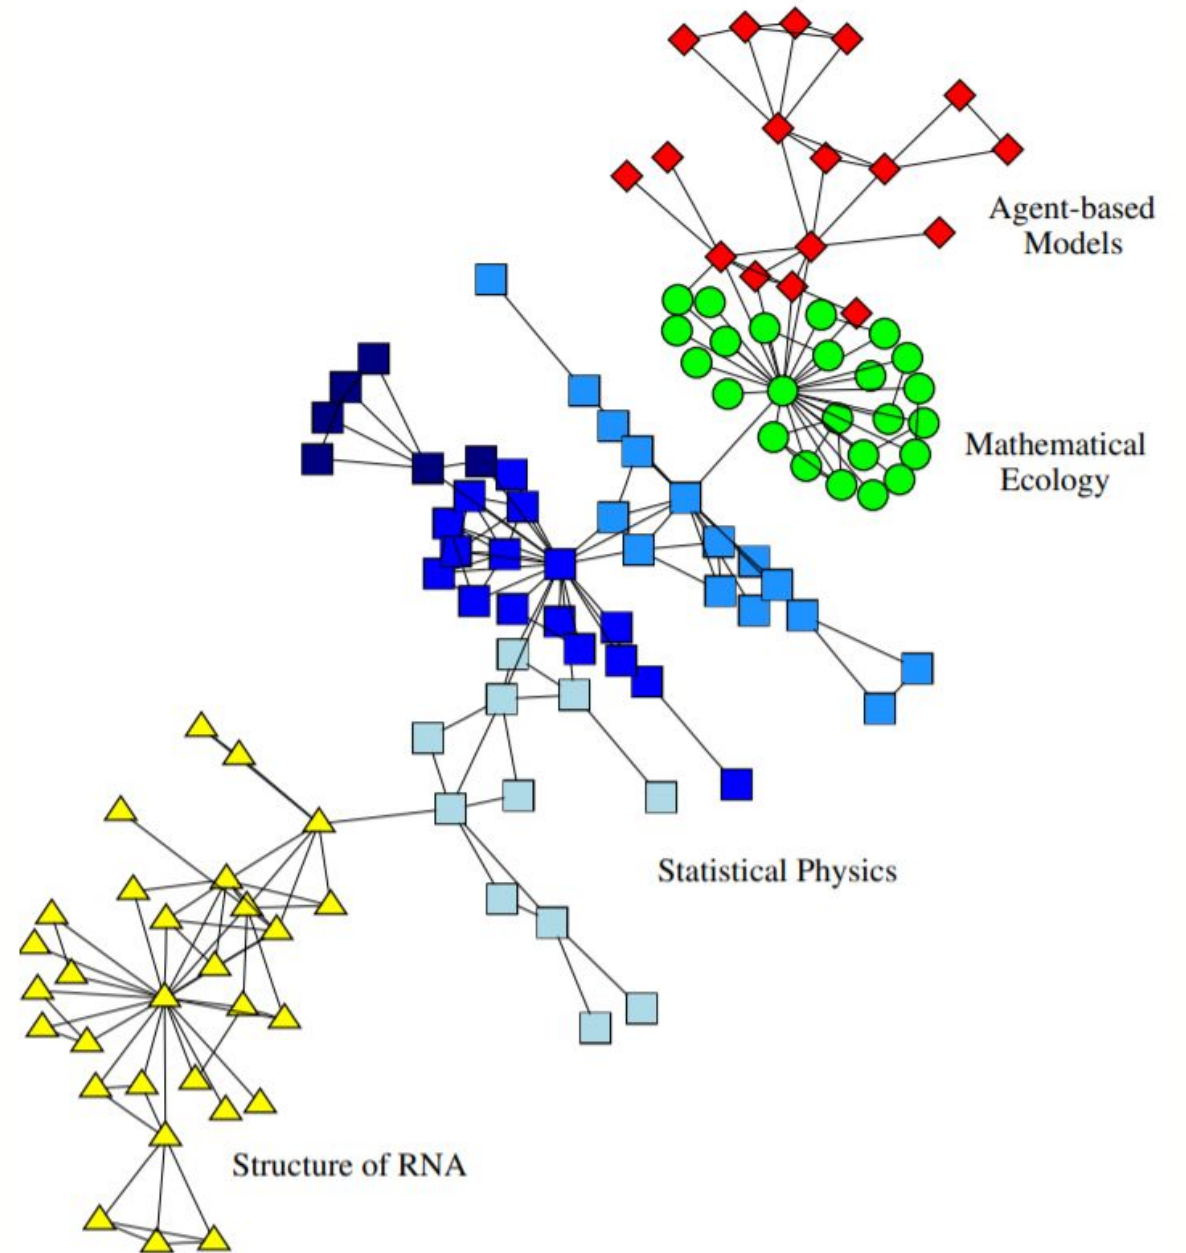 Agent-based
Models
Mathematical
Ecology
Statistical Physics
Structure of RNA